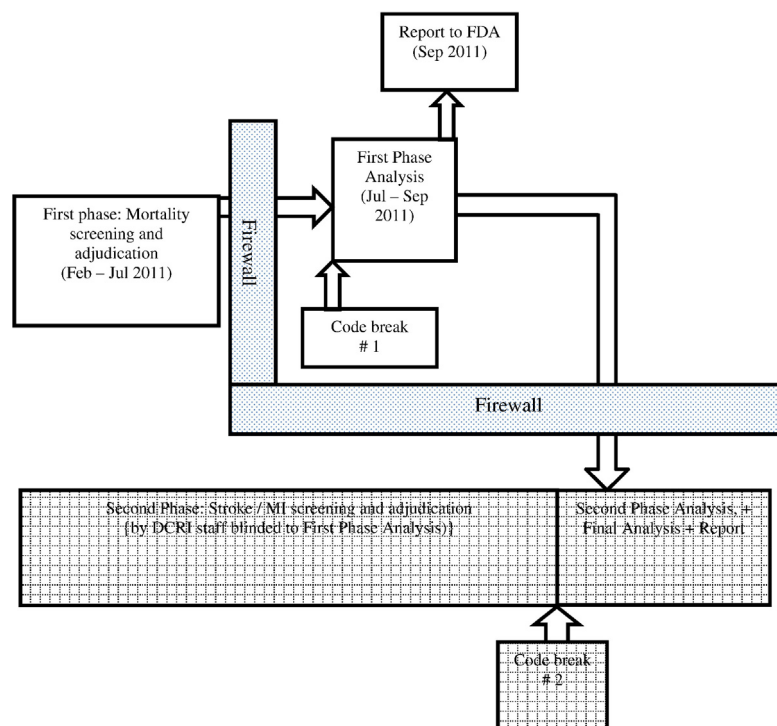 Report to FDA
(Sep 2011)
First Phase
Analysis
(Jul – Sep
2011)
First phase: Mortality
screening and
adjudication
(Feb – Jul 2011)
Firewall
Code break
# 1
Firewall
Second Phase: Stroke / MI screening and adjudication
{by DCRI staff blinded to First Phase Analysis)}
Second Phase Analysis, +
Final Analysis + Report
Code break
# 2